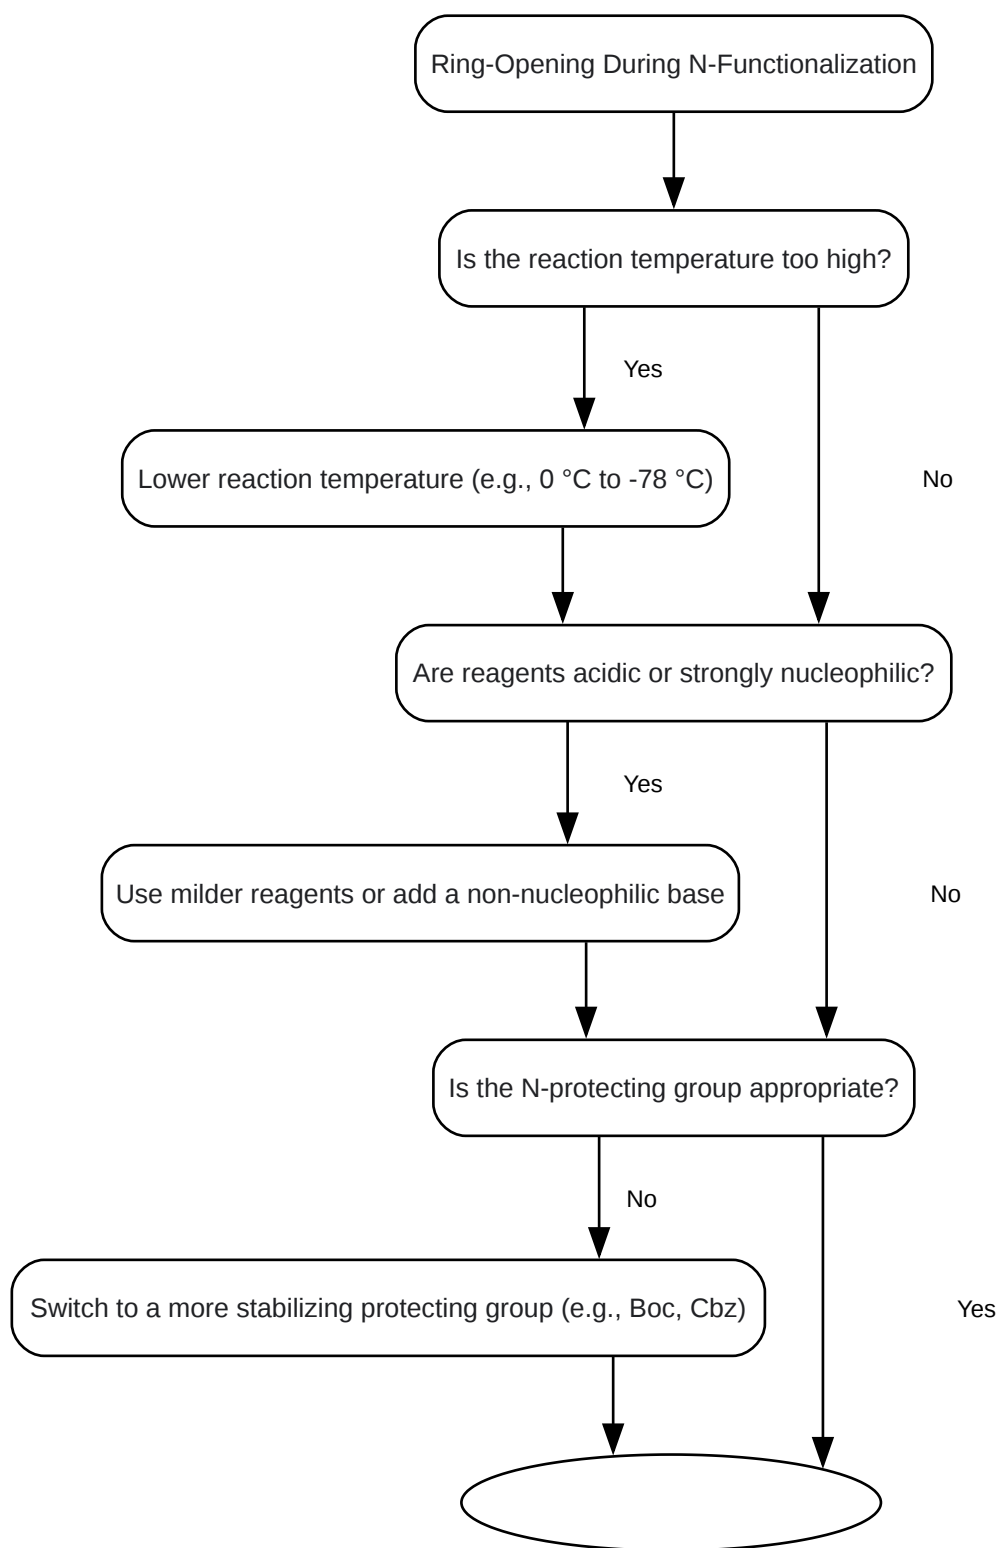 Ring-Opening During N-Functionalization
Is the reaction temperature too high?
Yes
Lower reaction temperature (e.g., 0 °C to -78 °C)
No
Are reagents acidic or strongly nucleophilic?
Yes
Use milder reagents or add a non-nucleophilic base
No
Is the N-protecting group appropriate?
No
Switch to a more stabilizing protecting group (e.g., Boc, Cbz)
Yes